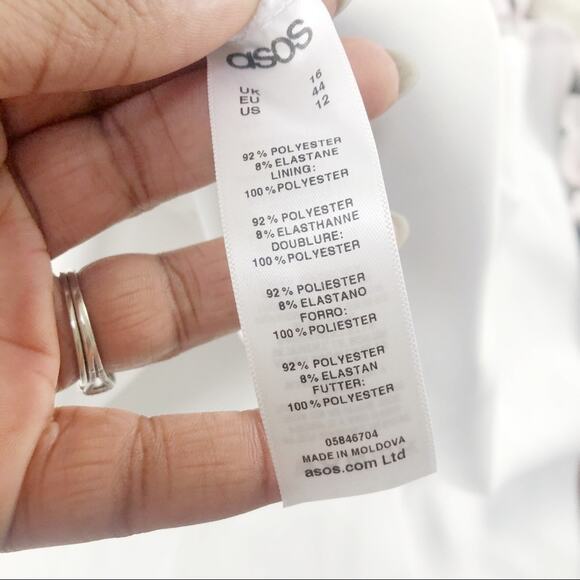 asos
UK 16
EU 44
US 12
92% POLYESTER
8% ELASTANE
LINING:
100% POLYESTER
92% POLYESTER
8% ELASTHANNE
DOUBLURE:
100% POLYESTER
92% POLIESTER
8% ELASTANO
FORRO:
100% POLIESTER
92% POLYESTER
8% ELASTAN
FUTTER:
100% POLYESTER
05846704
MADE IN MOLDOVA
asos.com Ltd